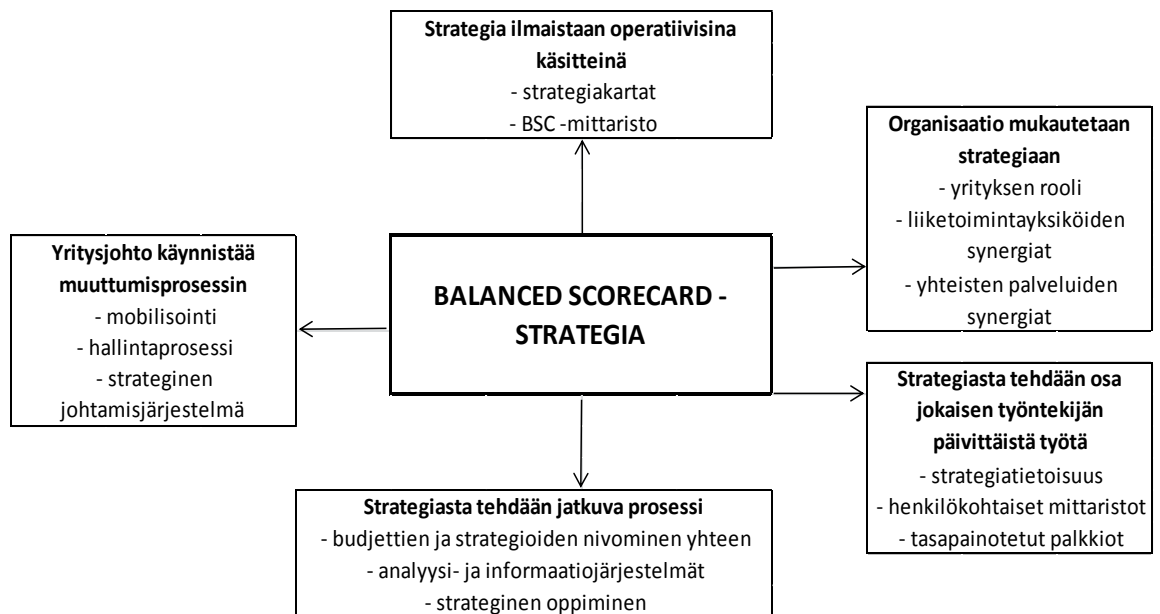 Strategia ilmaistaan operatiivisina
käsitteinä
- strategiakartat
- BSC -mittaristo
Organisaatio mukautetaan
strategiaan
- yrityksen rooli
- liiketoimintayksiköiden
synergiat
- yhteisten palveluiden
synergiat
Yritysjohto käynnistää
muuttumisprosessin
- mobilisointi
- hallintaprosessi
- strateginen
johtamisjärjestelmä
BALANCED SCORECARD -
STRATEGIA
Strategiasta tehdään osa
jokaisen työntekijän
päivittäistä työtä
- strategiatietoisuus
- henkilökohtaiset mittaristot
- tasapainotetut palkkiot
Strategiasta tehdään jatkuva prosessi
- budjettien ja strategioiden nivominen yhteen
- analyysi- ja informaatiojärjestelmät
- strateginen oppiminen